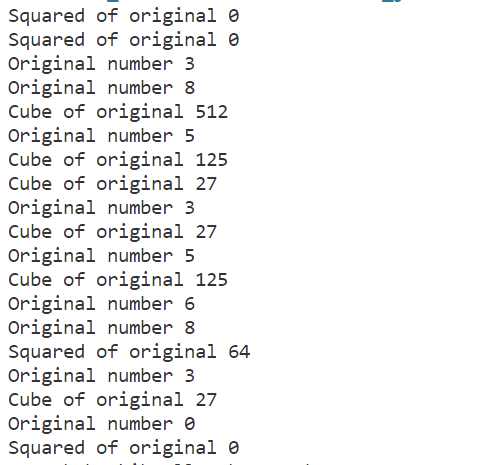 Squared of original 0
Squared of original 0
Original number 3
Original number 8
Cube of original 512
Original number 5
Cube of original 125
Cube of original 27
Original number 3
Cube of original 27
Original number 5
Cube of original 125
Original number 6
Original number 8
Squared of original 64
Original number 3
Cube of original 27
Original number 0
Squared of original 0